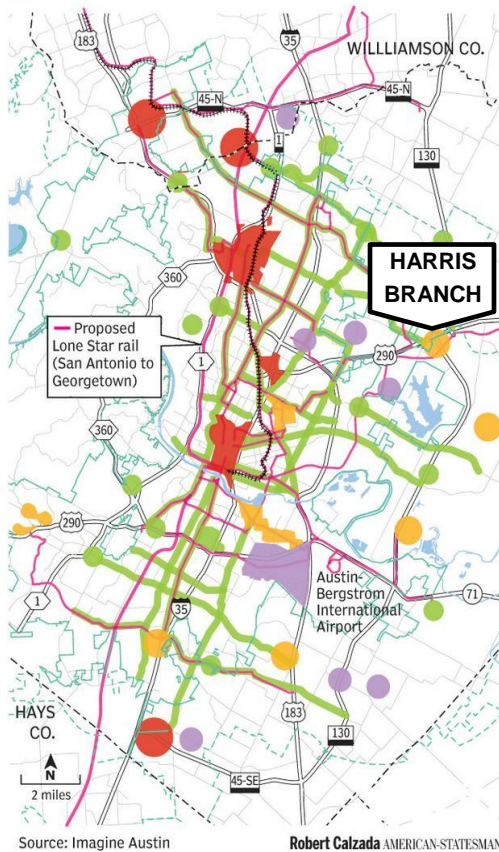 183
35
WILLLIAMSON CO.
45-N
45-N
1
130
HARRIS
BRANCH
360
290
Proposed
Lone Star rail
(San Antonio to
Georgetown)
1
360
290
Austin-
Bergstrom
International
Airport
71
1
35
HAYS
CO.
183
130
N
2 miles
45-SE
Source: Imagine Austin
Robert Calzada AMERICAN-STATESMAN